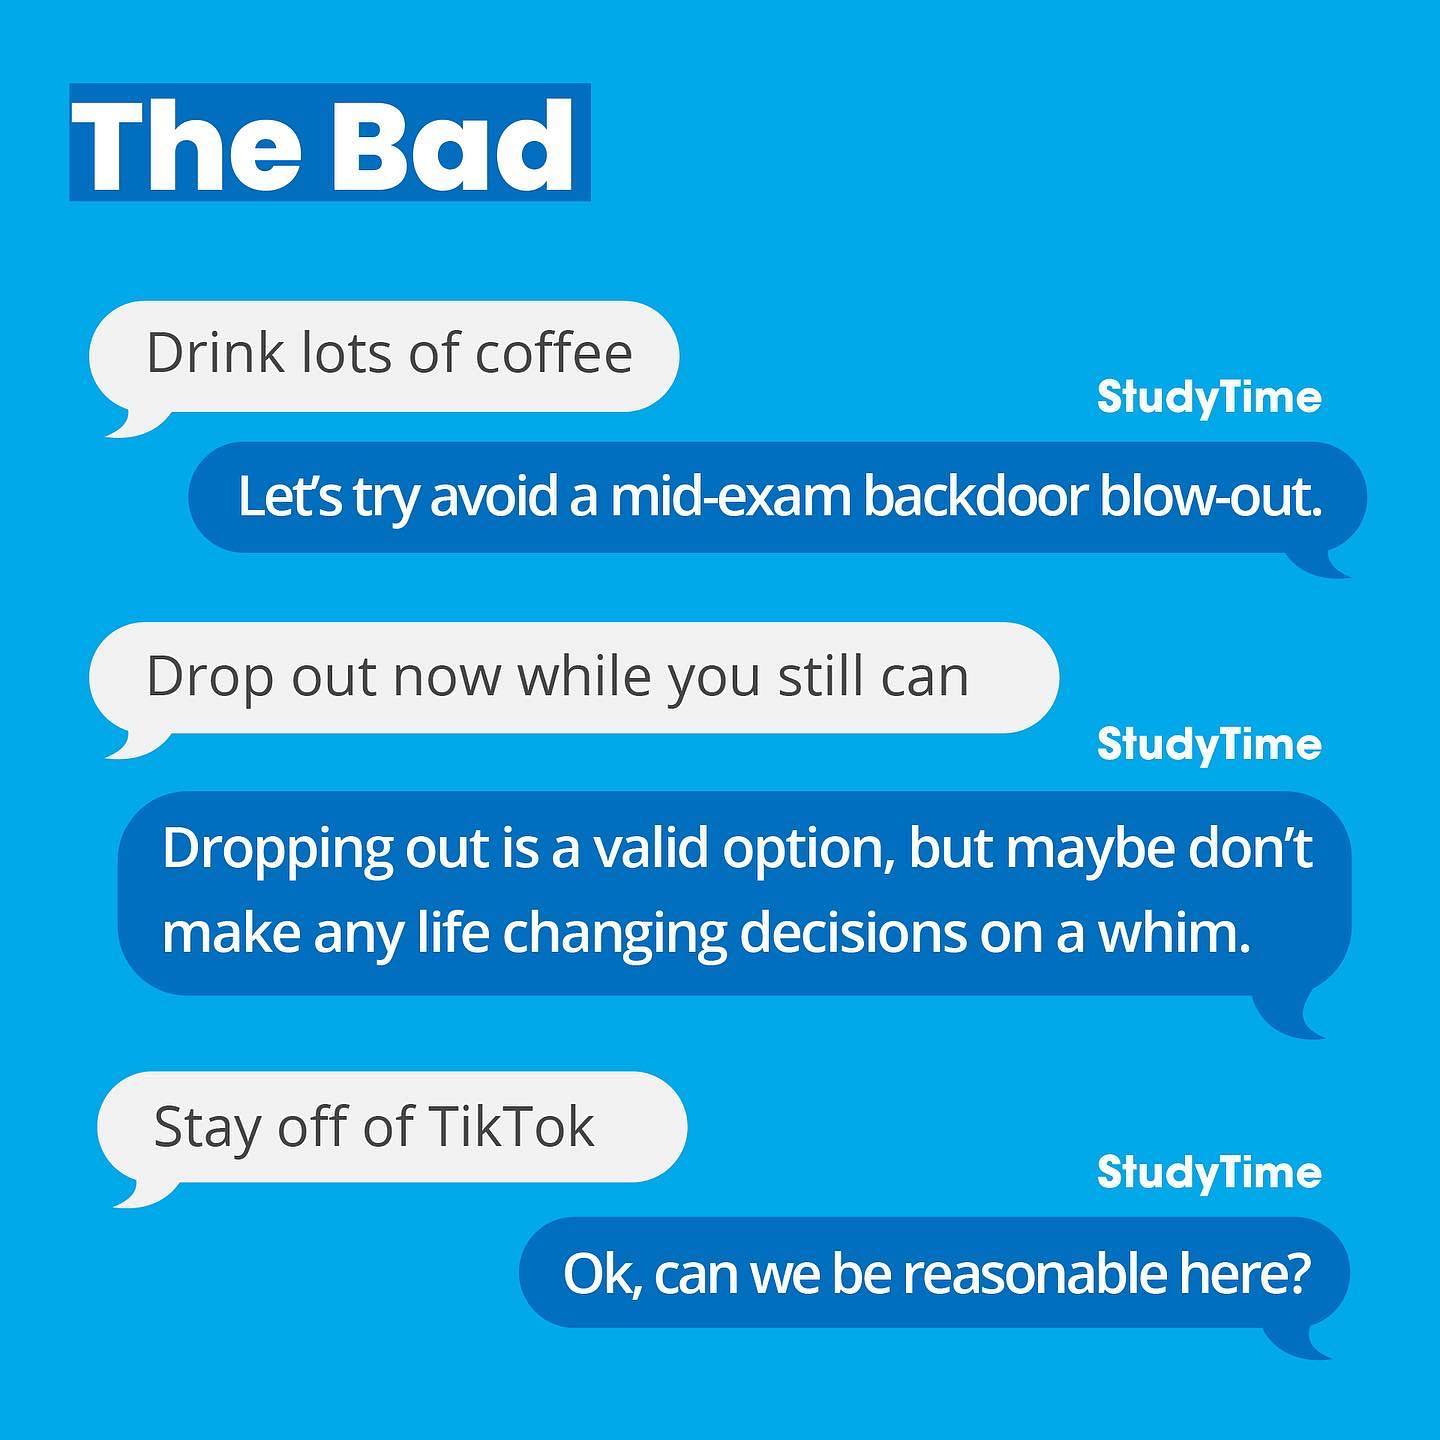 The Bad
Drink lots of coffee
StudyTime
Let’s try avoid a mid-exam backdoor blow-out.
Drop out now while you still can
StudyTime
Dropping out is a valid option, but maybe don’t
make any life changing decisions on a whim.
Stay off of TikTok
StudyTime
Ok, can we be reasonable here?